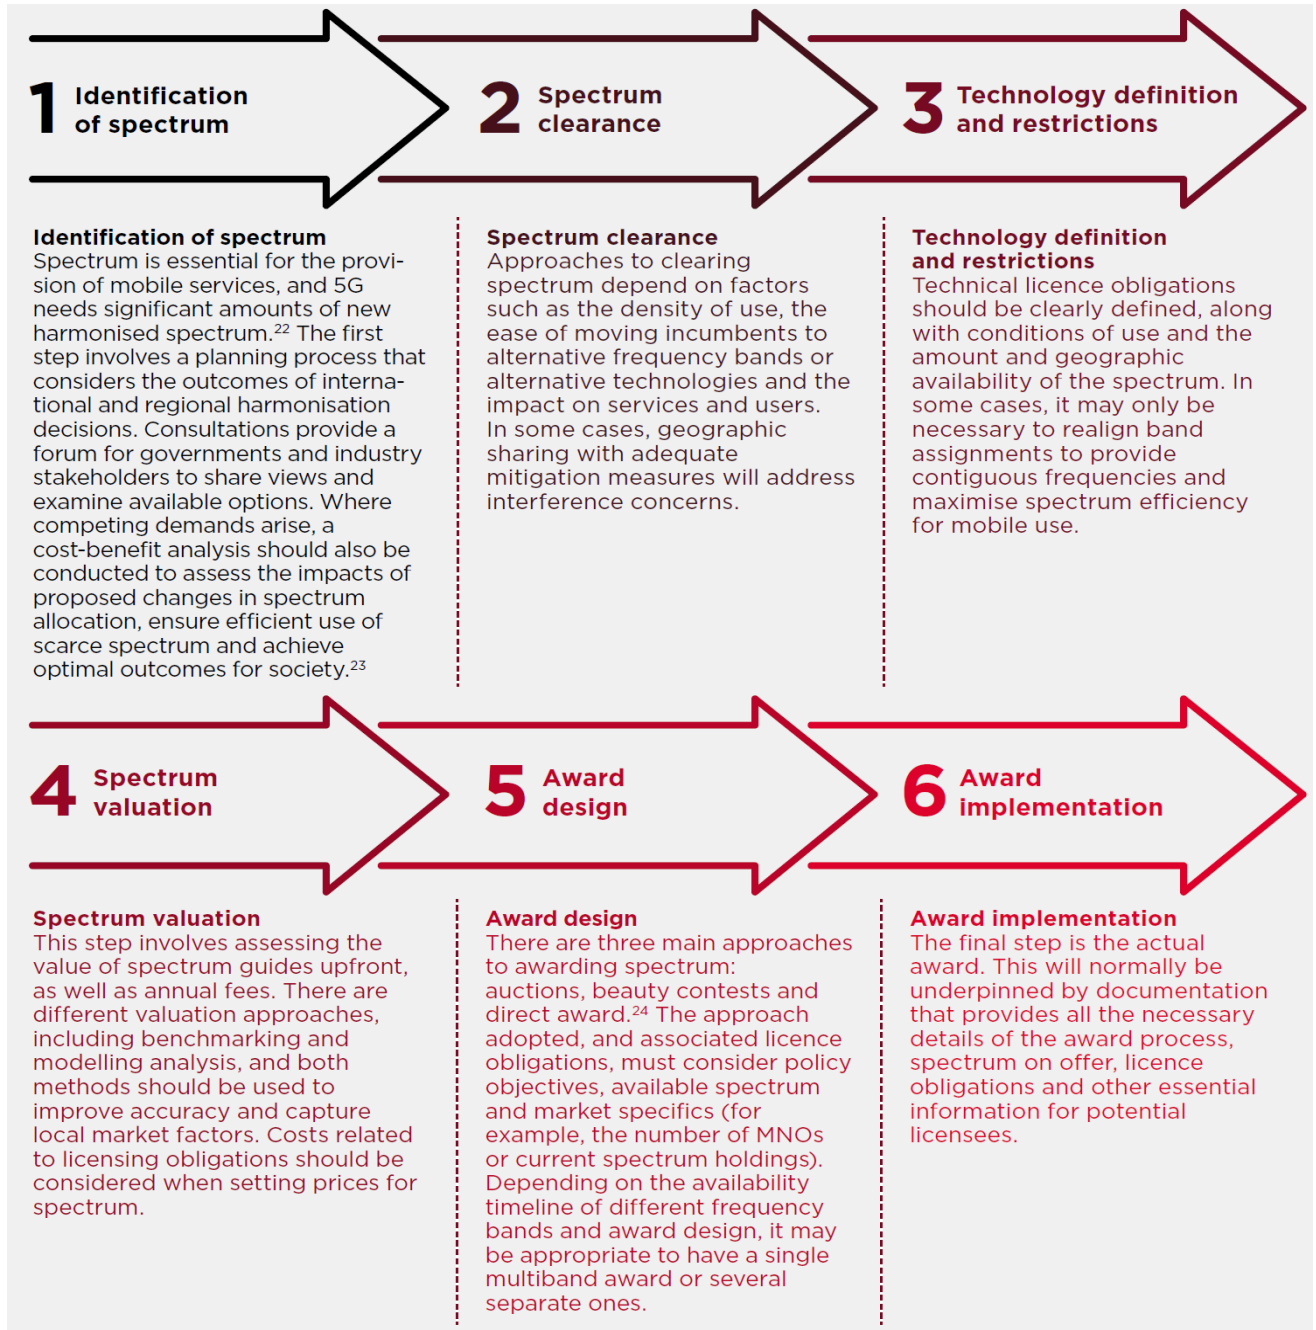 1 Identification
of spectrum
2 Spectrum
clearance
3 Technology definition
and restrictions
Identification of spectrum
Spectrum is essential for the provi-
sion of mobile services, and 5G
needs significant amounts of new
harmonised spectrum.22 The first
step involves a planning process that
considers the outcomes of interna-
tional and regional harmonisation
decisions. Consultations provide a
forum for governments and industry
stakeholders to share views and
examine available options. Where
competing demands arise, a
cost-benefit analysis should also be
conducted to assess the impacts of
proposed changes in spectrum
allocation, ensure efficient use of
scarce spectrum and achieve
optimal outcomes for society.23
Spectrum clearance
Approaches to clearing
spectrum depend on factors
such as the density of use, the
ease of moving incumbents to
alternative frequency bands or
alternative technologies and the
impact on services and users.
In some cases, geographic
sharing with adequate
mitigation measures will address
interference concerns.
Technology definition
and restrictions
Technical licence obligations
should be clearly defined, along
with conditions of use and the
amount and geographic
availability of the spectrum. In
some cases, it may only be
necessary to realign band
assignments to provide
contiguous frequencies and
maximise spectrum efficiency
for mobile use.
4 Spectrum
valuation
5 Award
design
6 Award
implementation
Spectrum valuation
This step involves assessing the
value of spectrum guides upfront,
as well as annual fees. There are
different valuation approaches,
including benchmarking and
modelling analysis, and both
methods should be used to
improve accuracy and capture
local market factors. Costs related
to licensing obligations should be
considered when setting prices for
spectrum.
Award design
There are three main approaches
to awarding spectrum:
auctions, beauty contests and
direct award.24 The approach
adopted, and associated licence
obligations, must consider policy
objectives, available spectrum
and market specifics (for
example, the number of MNOs
or current spectrum holdings).
Depending on the availability
timeline of different frequency
bands and award design, it may
be appropriate to have a single
multiband award or several
separate ones.
Award implementation
The final step is the actual
award. This will normally be
underpinned by documentation
that provides all the necessary
details of the award process,
spectrum on offer, licence
obligations and other essential
information for potential
licensees.